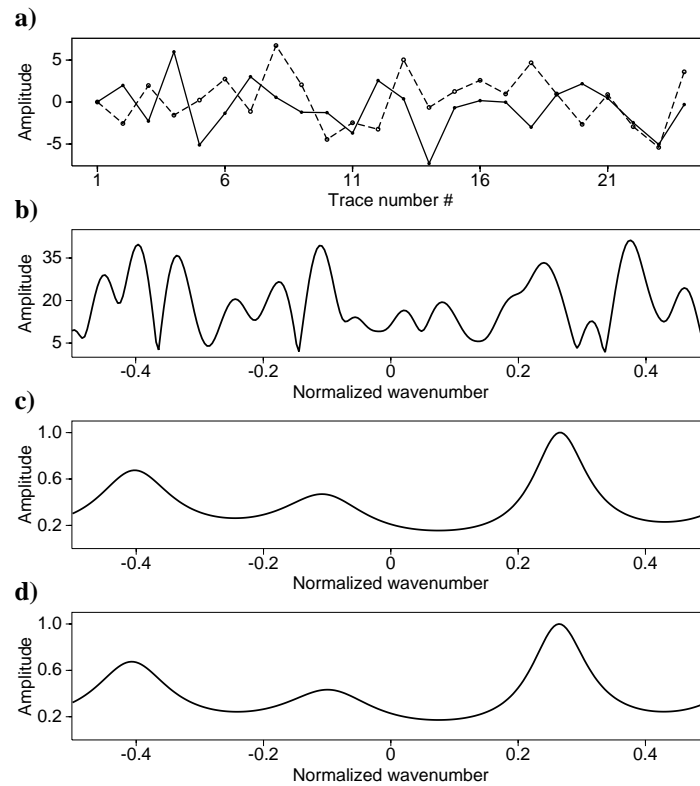 a)
Amplitude
5
0
-5
1 6 11 16 21
Trace number #
b)
Amplitude
35
20
5
-0.4 -0.2 0 0.2 0.4
Normalized wavenumber
c)
Amplitude
1.0
0.6
0.2
-0.4 -0.2 0 0.2 0.4
Normalized wavenumber
d)
Amplitude
1.0
0.6
0.2
-0.4 -0.2 0 0.2 0.4
Normalized wavenumber